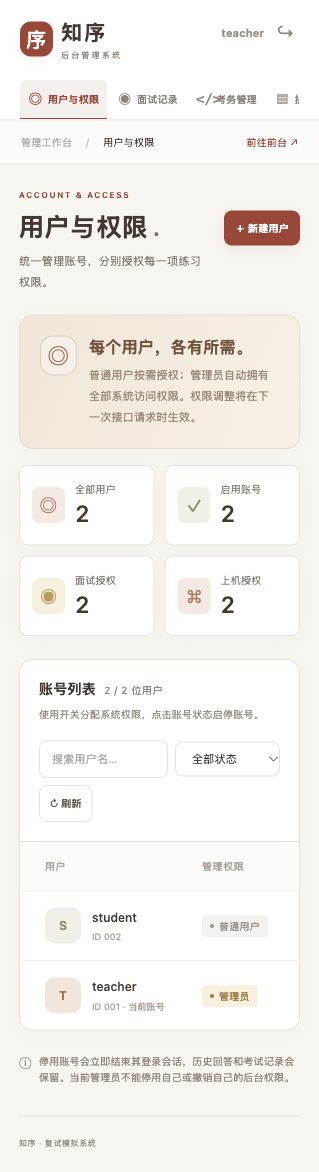 序 知序
后台管理系统
teacher
用户与权限 面试记录 </>考务管理
管理工作台 / 用户与权限 前往前台 ↗
ACCOUNT & ACCESS
用户与权限.
+ 新建用户
统一管理账号，分别授权每一项练习
权限。
每个用户，各有所需。
普通用户按需授权；管理员自动拥有
全部系统访问权限。权限调整将在下
一次接口请求时生效。
全部用户
2
启用账号
2
面试授权
2
上机授权
2
账号列表 2 / 2 位用户
使用开关分配系统权限，点击账号状态启停账号。
搜索用户名... 全部状态
↻ 刷新
用户 管理权限
S student
ID 002
普通用户
T teacher
ID 001 · 当前账号
管理员
停用账号会立即结束其登录会话，历史回答和考试记录会
保留。当前管理员不能停用自己或撤销自己的后台权限。
知序 · 复试模拟系统